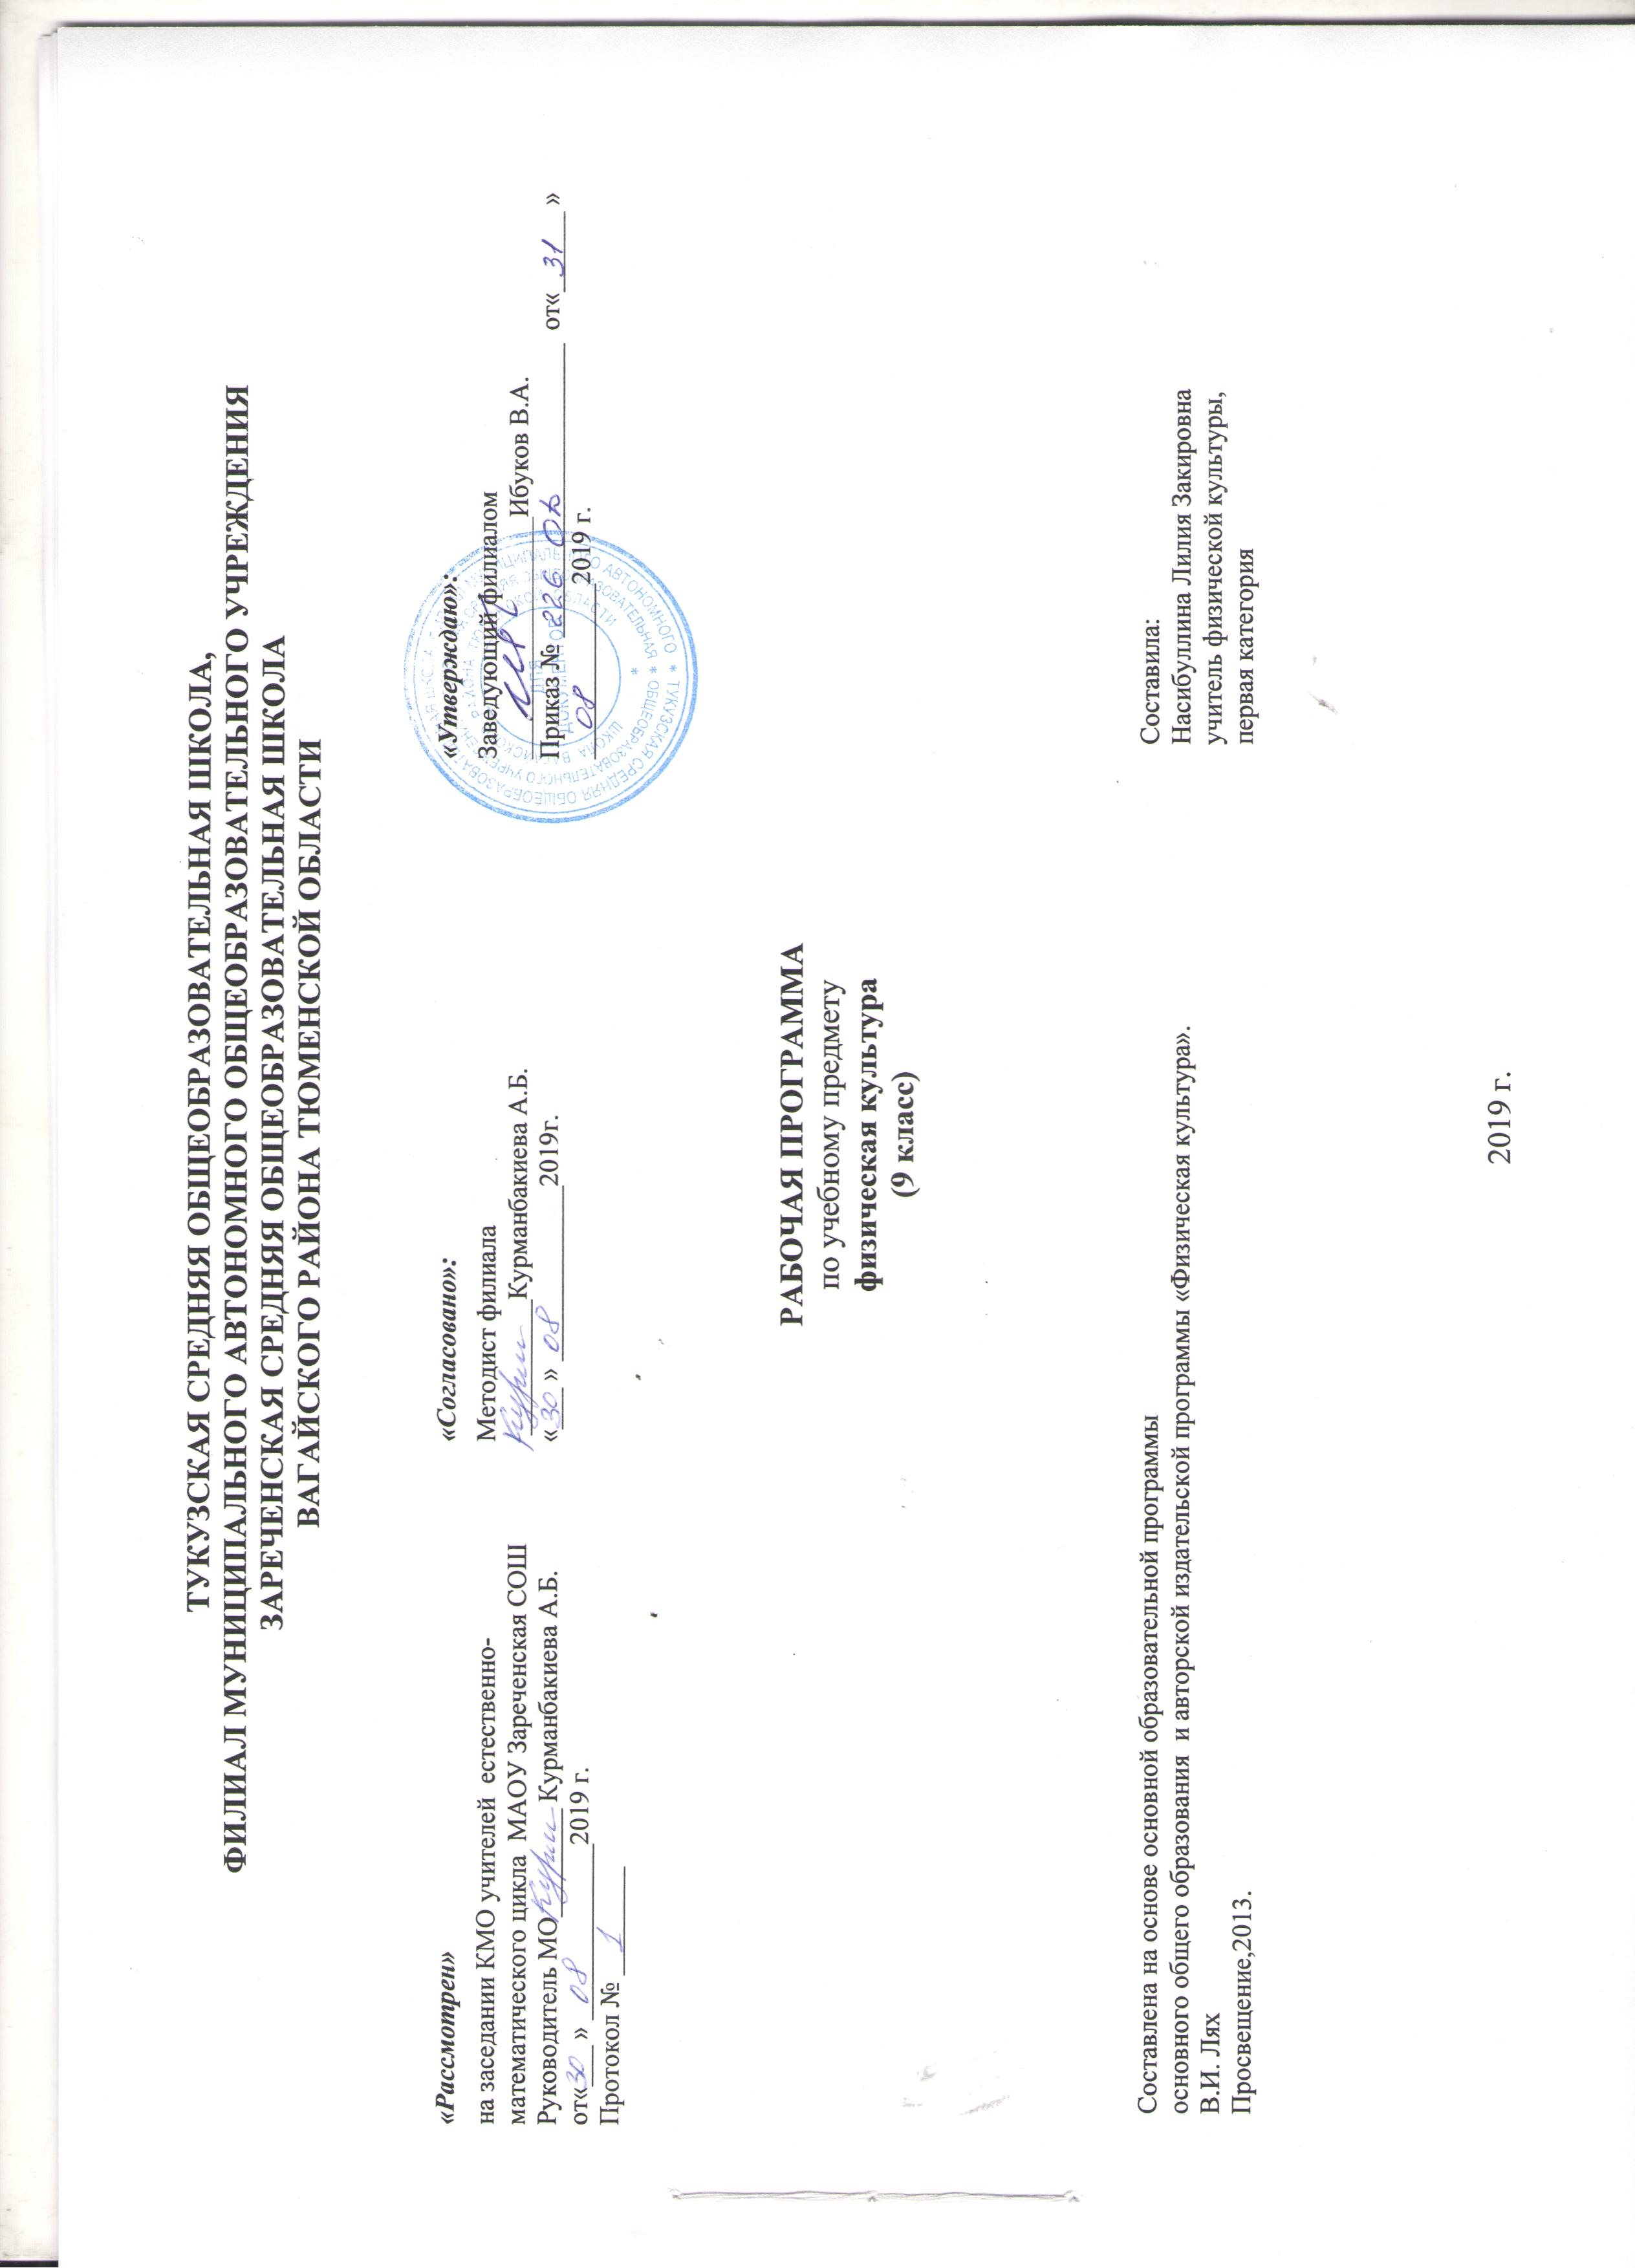 ТУКУЗСКАЯ СРЕДНЯЯ ОБЩЕОБРАЗОВАТЕЛЬНАЯ ШКОЛА,
ФИЛИАЛ МУНИЦИПАЛЬНОГО АВТОНОМНОГО ОБЩЕОБРАЗОВАТЕЛЬНОГО УЧРЕЖДЕНИЯ
ЗАРЕЧЕНСКАЯ СРЕДНЯЯ ОБЩЕОБРАЗОВАТЕЛЬНАЯ ШКОЛА
ВАГАЙСКОГО РАЙОНА ТЮМЕНСКОЙ ОБЛАСТИ
«Рассмотрен»
на заседании КМО учителей естественно-
математического цикла МАОУ Зареченская СОШ
Руководитель МО Курманбакиева А.Б.
от«30» 08 2019 г.
Протокол № 1
«Согласовано»:
Методист филиала
Курманбакиева А.Б.
«30» 08 2019г.
«Утверждаю»:
Заведующий филиалом
Ибуков В.А.
Приказ № 226 от« 31 »
08 2019 г.
РАБОЧАЯ ПРОГРАММА
по учебному предмету
физическая культура
(9 класс)
Составлена на основе основной образовательной программы
основного общего образования и авторской издательской программы «Физическая культура».
В.И. Лях
Просвещение,2013.
Составила:
Насибуллина Лилия Закировна
учитель физической культуры,
первая категория
2019 г.